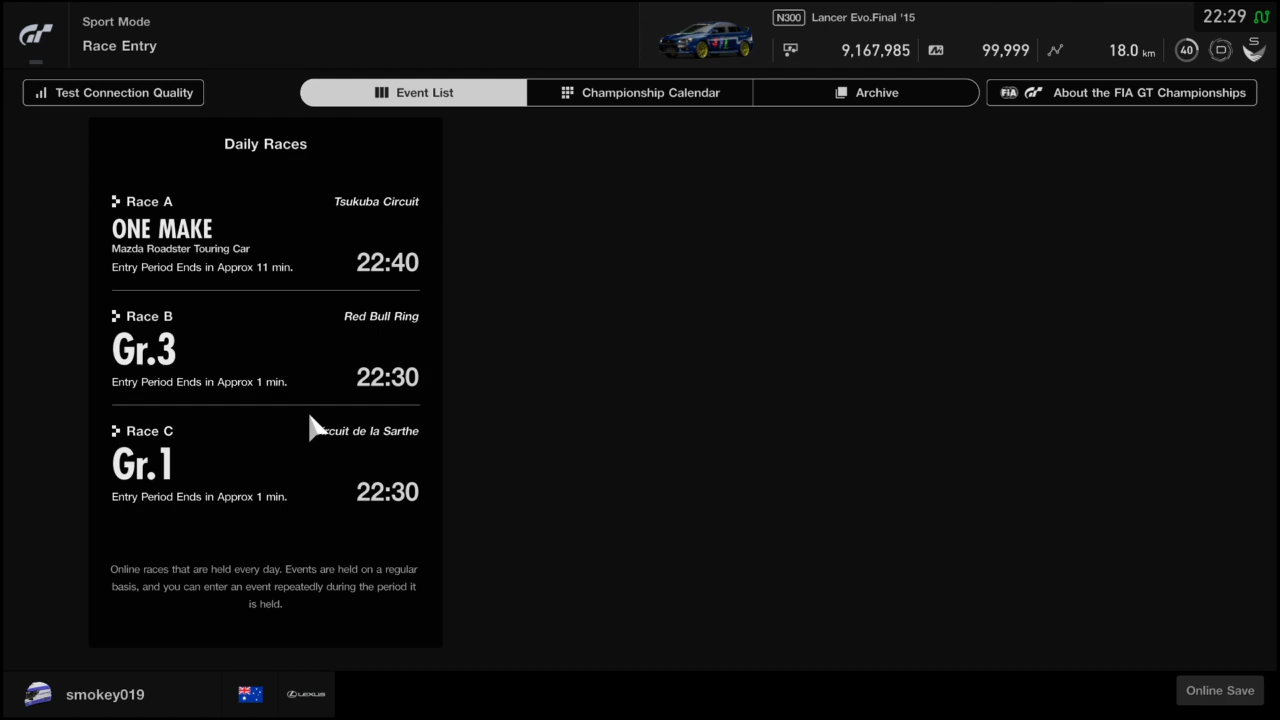 Sport Mode
Race Entry
N300 Lancer Evo.Final '15
9,167,985 99,999 18.0 km 40 S
22:29
Test Connection Quality
Event List
Championship Calendar
Archive
FIA GT About the FIA GT Championships
Daily Races
Race A Tsukuba Circuit
ONE MAKE
Mazda Roadster Touring Car
Entry Period Ends in Approx 11 min. 22:40
Race B Red Bull Ring
Gr.3
Entry Period Ends in Approx 1 min. 22:30
Race C rcuit de la Sarthe
Gr.1
Entry Period Ends in Approx 1 min. 22:30
Online races that are held every day. Events are held on a regular
basis, and you can enter an event repeatedly during the period it
is held.
smokey019
LEXUS
Online Save